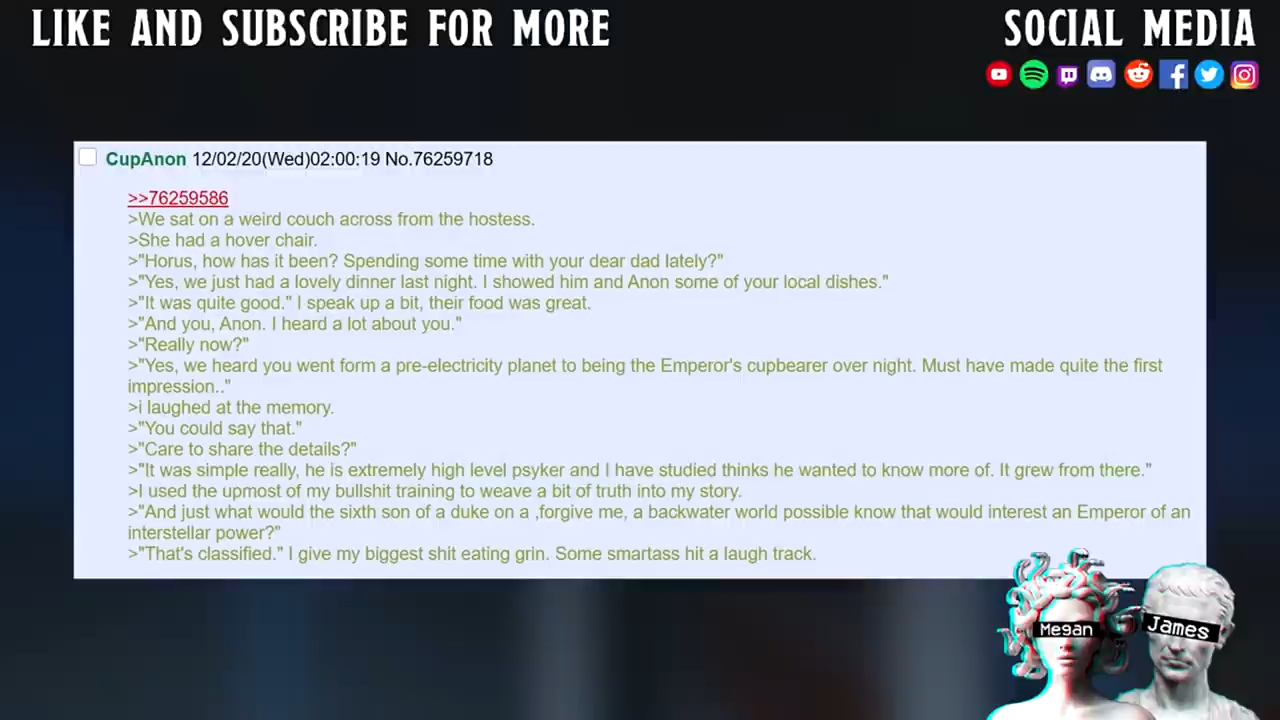 LIKE AND SUBSCRIBE FOR MORE
SOCIAL MEDIA
CupAnon 12/02/20(Wed)02:00:19 No.76259718
>>76259586
>We sat on a weird couch across from the hostess.
>She had a hover chair.
>"Horus, how has it been? Spending some time with your dear dad lately?"
>"Yes, we just had a lovely dinner last night. I showed him and Anon some of your local dishes."
>"It was quite good." I speak up a bit, their food was great.
>"And you, Anon. I heard a lot about you."
>"Really now?"
>"Yes, we heard you went form a pre-electricity planet to being the Emperor's cupbearer over night. Must have made quite the first
impression.."
>i laughed at the memory.
>"You could say that."
>"Care to share the details?"
>"It was simple really, he is extremely high level psyker and I have studied thinks he wanted to know more of. It grew from there."
>I used the upmost of my bullshit training to weave a bit of truth into my story.
>"And just what would the sixth son of a duke on a ,forgive me, a backwater world possible know that would interest an Emperor of an
interstellar power?"
>"That's classified." I give my biggest shit eating grin. Some smartass hit a laugh track.
Megan
James